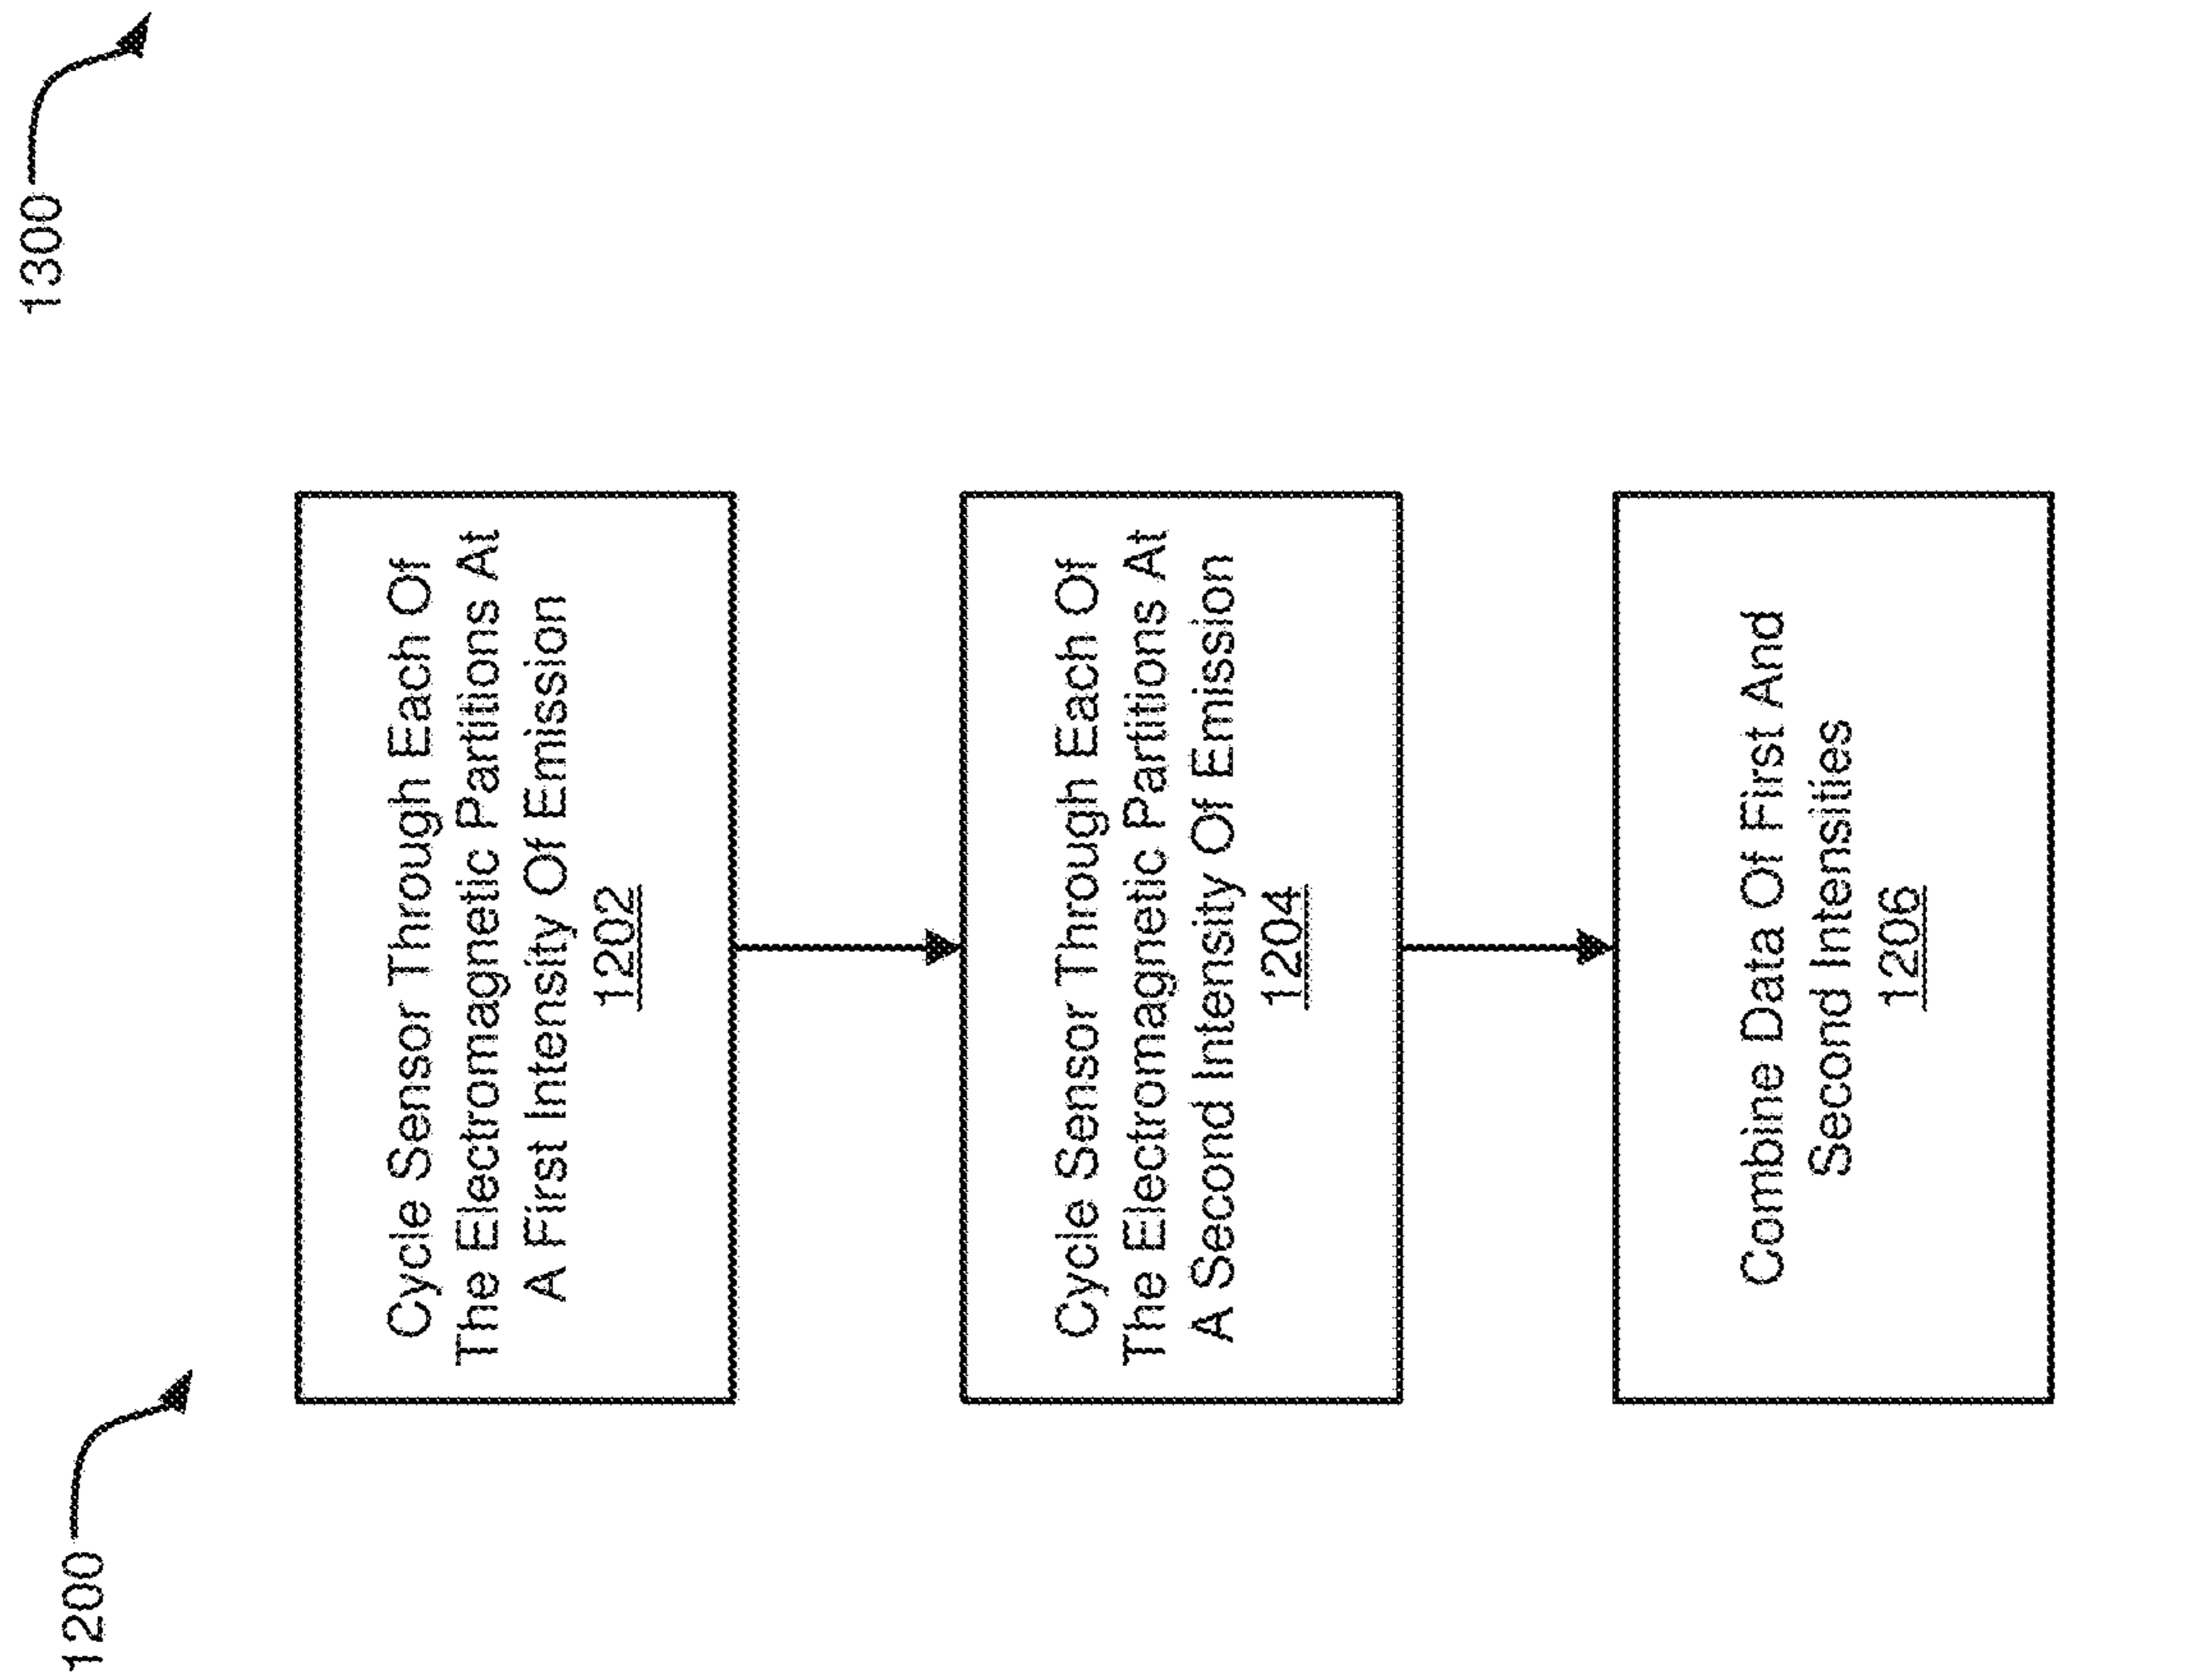 1200
Cycle Sensor Through Each Of
The Electromagnetic Partitions At
A First Intensity Of Emission
1202
Cycle Sensor Through Each Of
The Electromagnetic Partitions At
A Second Intensity Of Emission
1204
Combine Data Of First And
Second Intensities
1206
1300